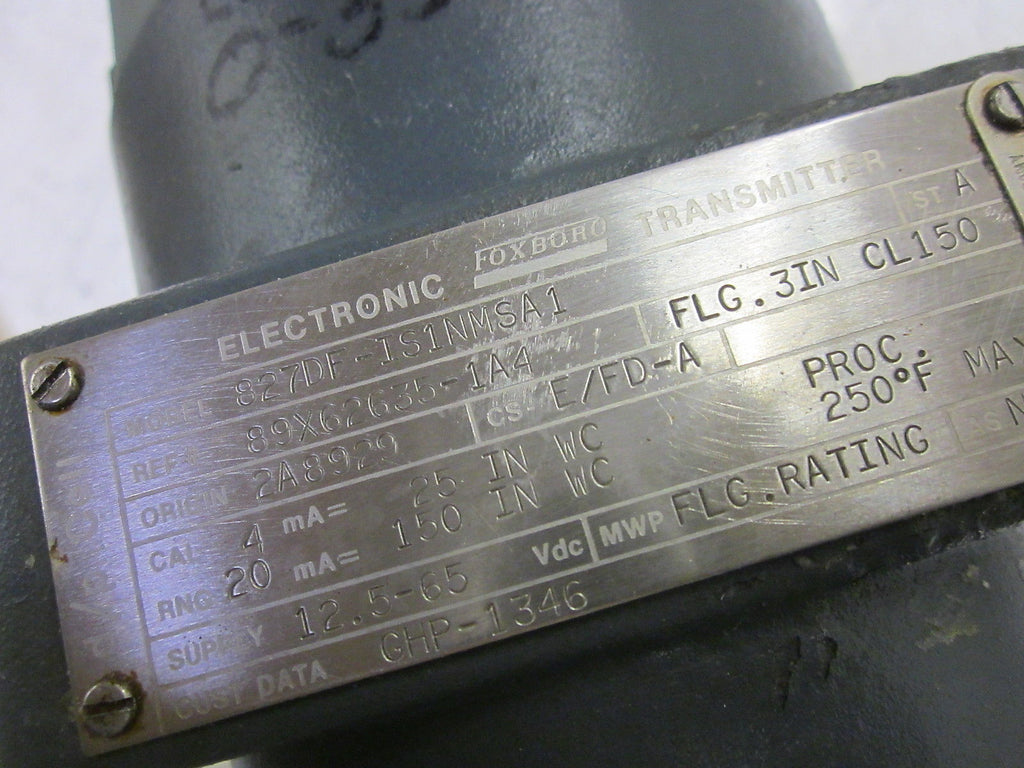 ELECTRONIC FOXBORO TRANSMITTER
MODEL 827DF-IS1NMSA1 ST A
REF 89X62635-1A4 FLG.3IN CL150
ORIGIN 2A8929 CS E/FD-A
CAL 4 mA= 25 IN WC PROC.
RNG 20 mA= 150 IN WC 250°F MAX
SUPPLY 12.5-65 Vdc MWP FLG.RATING AS
CUST DATA GHP-1346